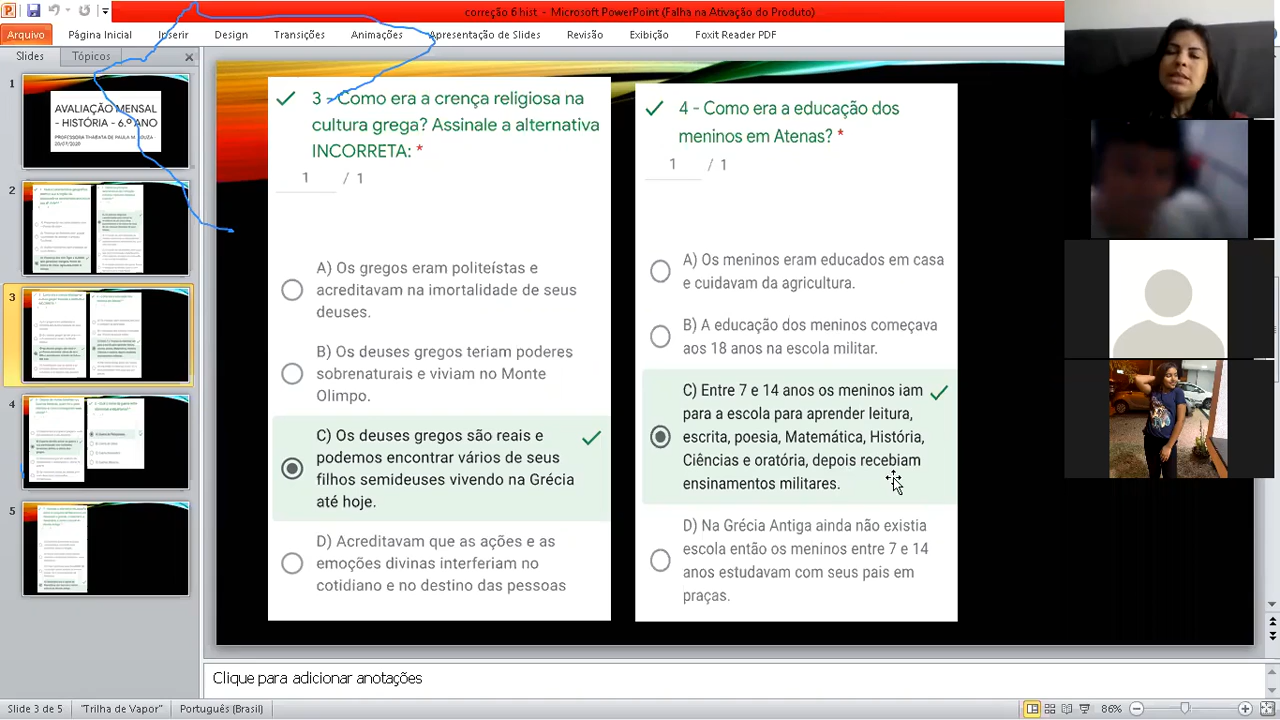 correção 6 hist - Microsoft PowerPoint (Falha na Ativação do Produto)
Arquivo Página Inicial Inserir Design Transições Animações Apresentação de Slides Revisão Exibição Foxit Reader PDF
Slides Tópicos
1
AVALIAÇÃO MENSAL
- HISTÓRIA - 6.º ANO
2
3
4
5
3 - Como era a crença religiosa na
cultura grega? Assinale a alternativa
INCORRETA: *
1 / 1
A) Os gregos eram politeístas e
acreditavam na imortalidade de seus
deuses.
B) Os deuses gregos teniam poderes
sobrenaturais e viviam no Monte
Olimpo.
C) Os deuses gregos são reais e
podemos encontrar vários de seus
filhos semideuses vivendo na Grécia
até hoje.
D) Acreditavam que as ações e as
emoções divinas interferiam no
cotidiano e no destino das pessoas
4 - Como era a educação dos
meninos em Atenas? *
1 / 1
A) Os meninos eram educados em casa
e cuidavam da agricultura.
B) A educação dos meninos começava
aos 18 anos na escola militar.
C) Entre 7 e 14 anos os meninos iam
para a escola para aprender leitura,
escrita, poesia, Matemática, História,
Ciências e oratória, depois recebiam
ensinamentos militares.
D) Na Grécia Antiga ainda não existia
escola então os meninos entre 7 e 14
anos estudavam com seus pais em
praças.
Clique para adicionar anotações
Slide 3 de 5 "Trilha de Vapor" Português (Brasil) 86%